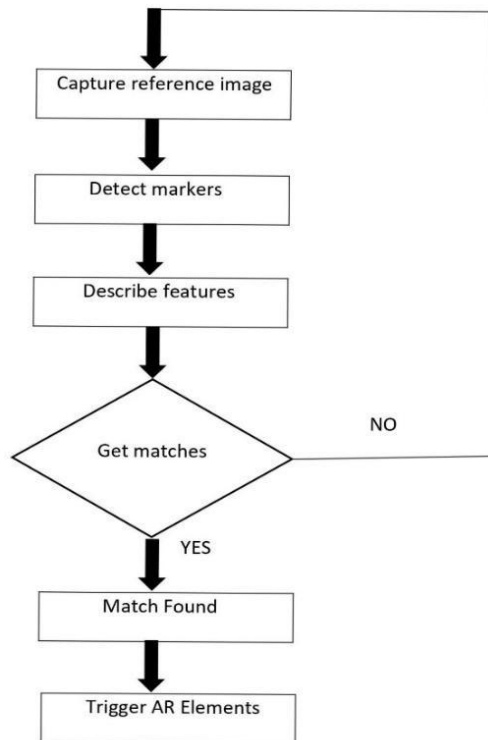 Capture reference image
Detect markers
Describe features
Get matches
NO
YES
Match Found
Trigger AR Elements